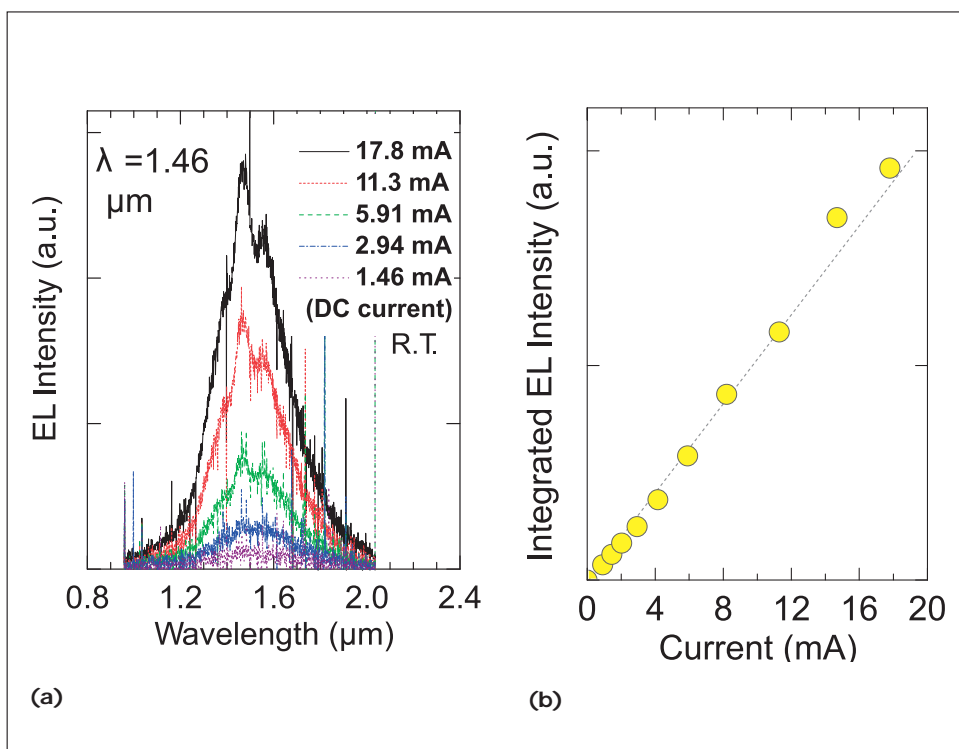 λ =1.46
μm
17.8 mA
11.3 mA
5.91 mA
2.94 mA
1.46 mA
(DC current)
R.T.
EL Intensity (a.u.)
0.8 1.2 1.6 2.0 2.4
Wavelength (μm)
(a)
Integrated EL Intensity (a.u.)
0 4 8 12 16 20
Current (mA)
(b)